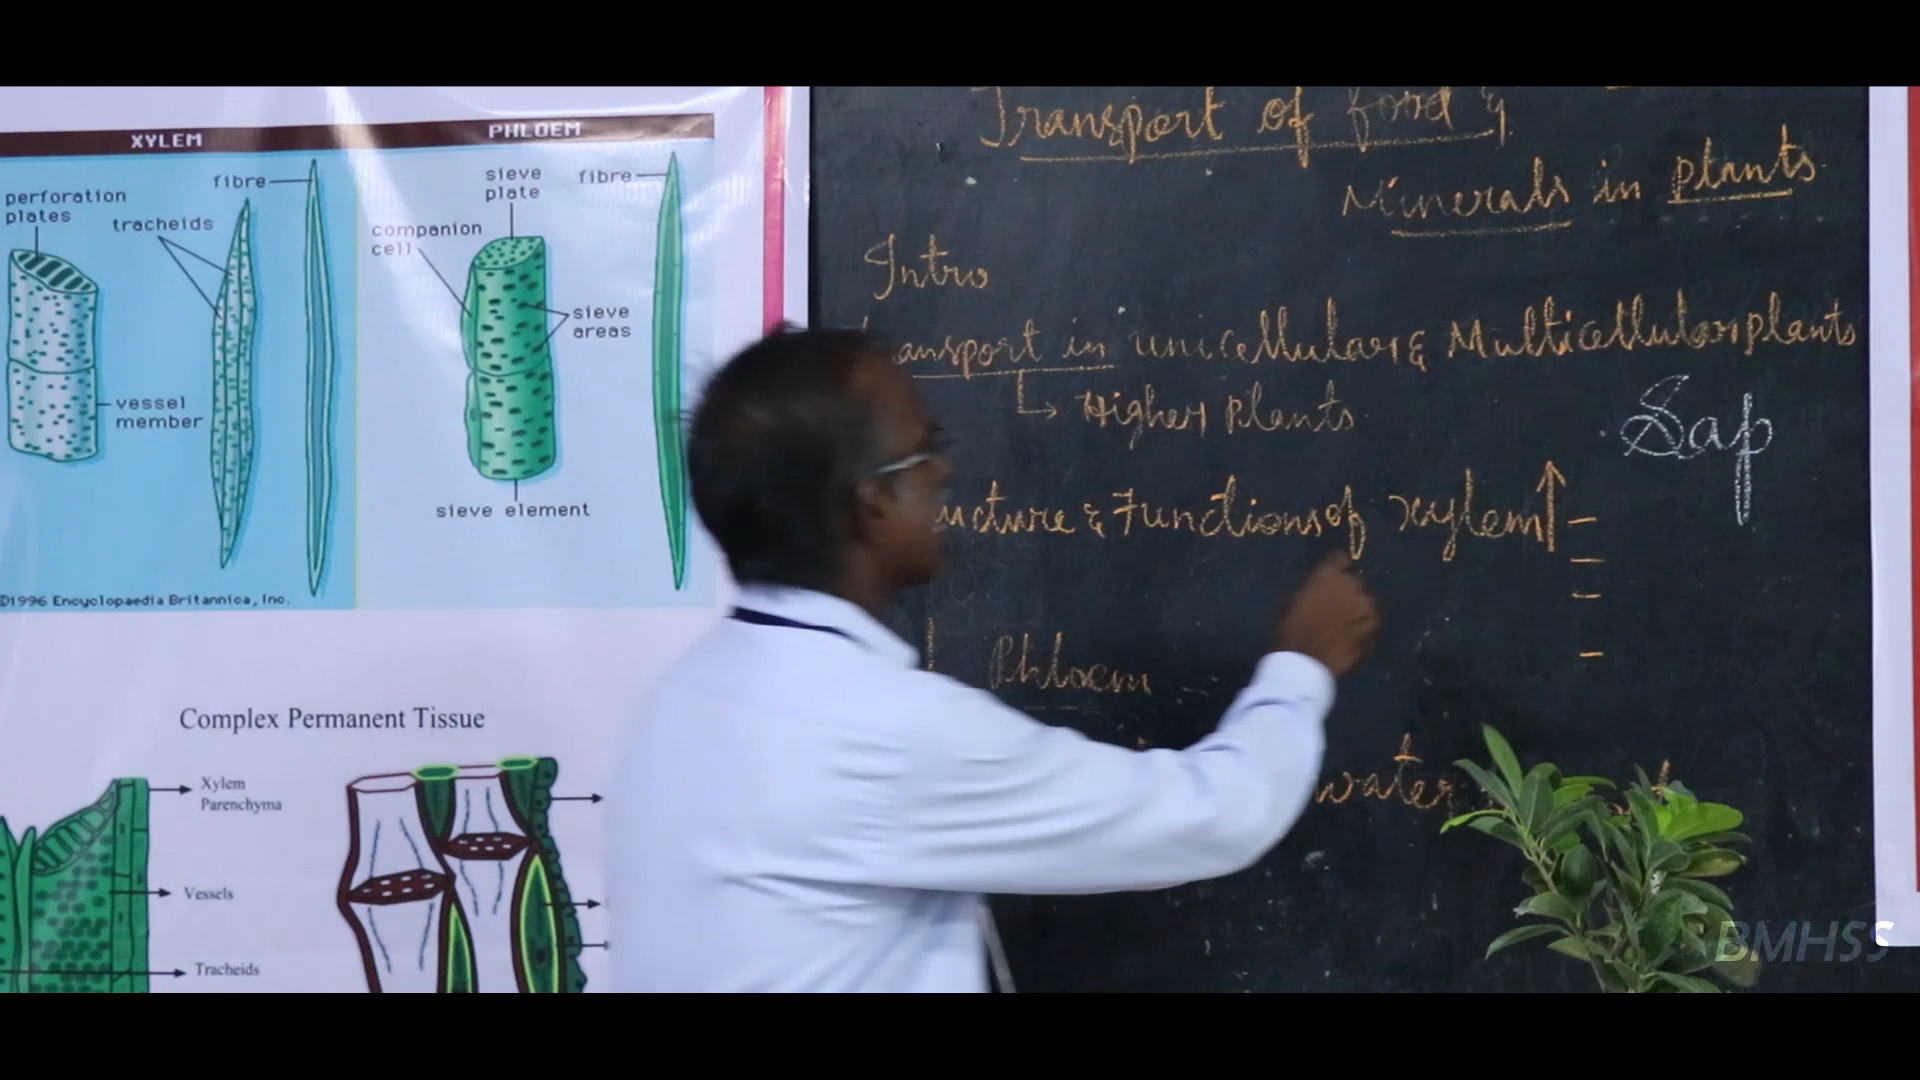 XYLEM
PHLOEM
perforation
plates
tracheids
fibre
vessel
member
companion
cell
sieve
plate
fibre
sieve
areas
sieve element
©1996 Encyclopaedia Britannica, Inc.
Complex Permanent Tissue
Xylem
Parenchyma
Vessels
Tracheids
Transport of food &
Minerals in Plants
Intro
ansport in unicellular & Multicellular plants
Higher Plants
Sap
ucture & Functions of xylem
Phloem
water
BMHSS